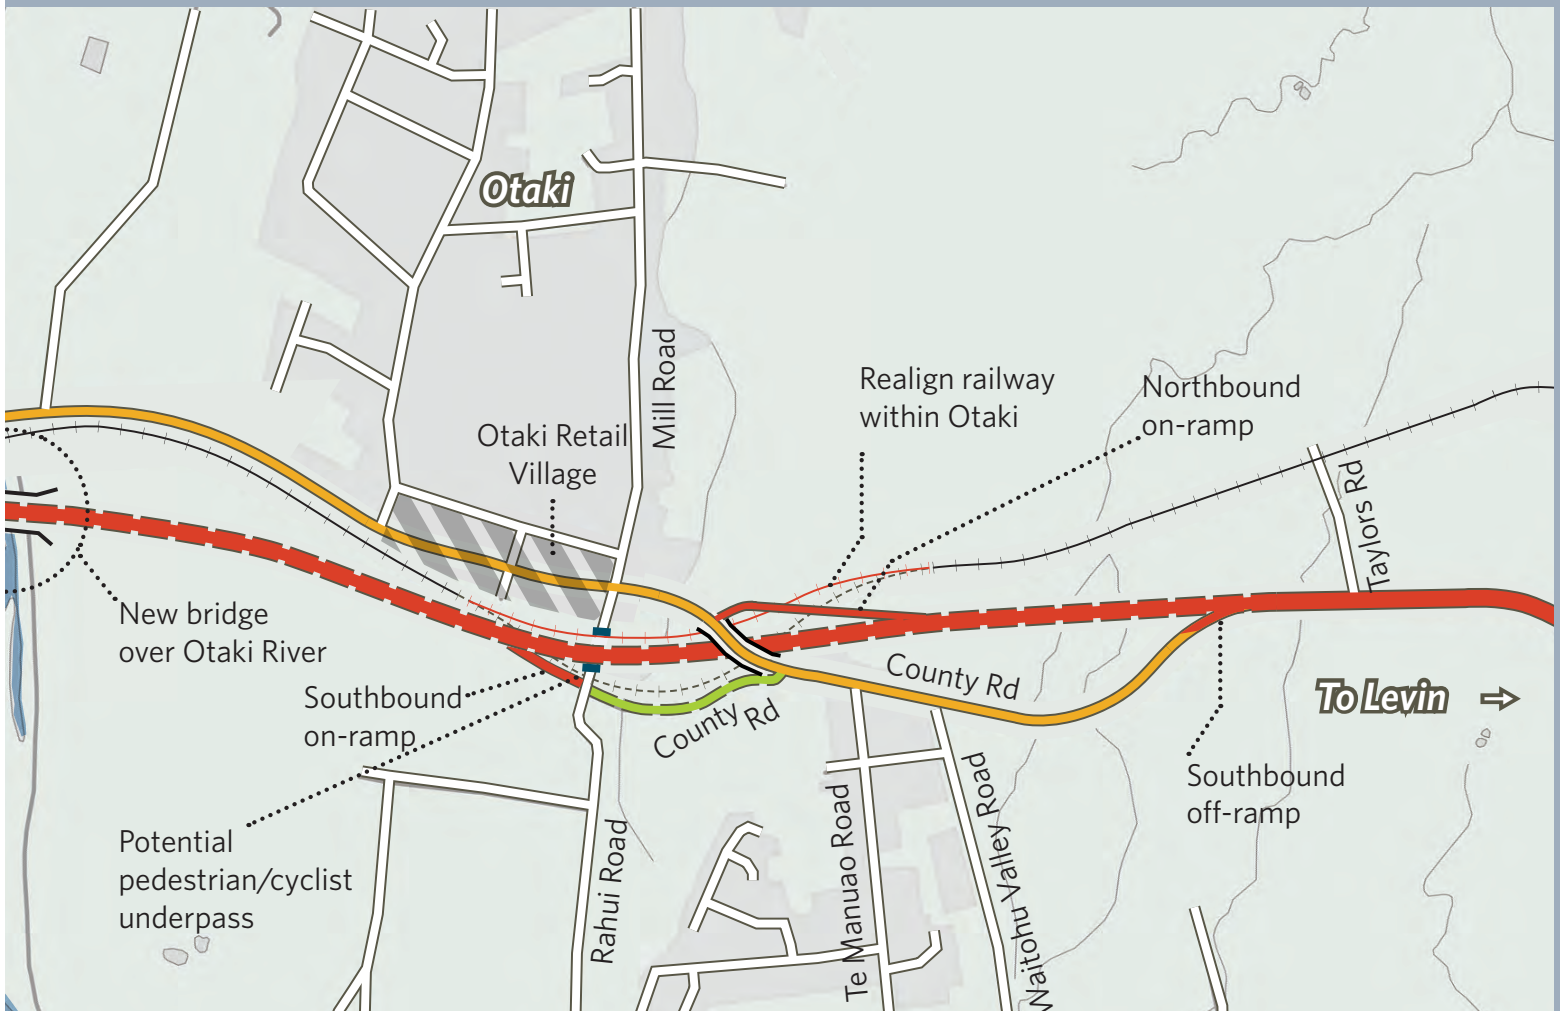 Otaki
Mill Road
Realign railway
within Otaki
Northbound
on-ramp
Otaki Retail
Village
Taylors Rd
New bridge
over Otaki River
Southbound
on-ramp
County Rd
County Rd
To Levin
Southbound
off-ramp
Potential
pedestrian/cyclist
underpass
Rahui Road
Te Manuao Road
Waitohu Valley Road